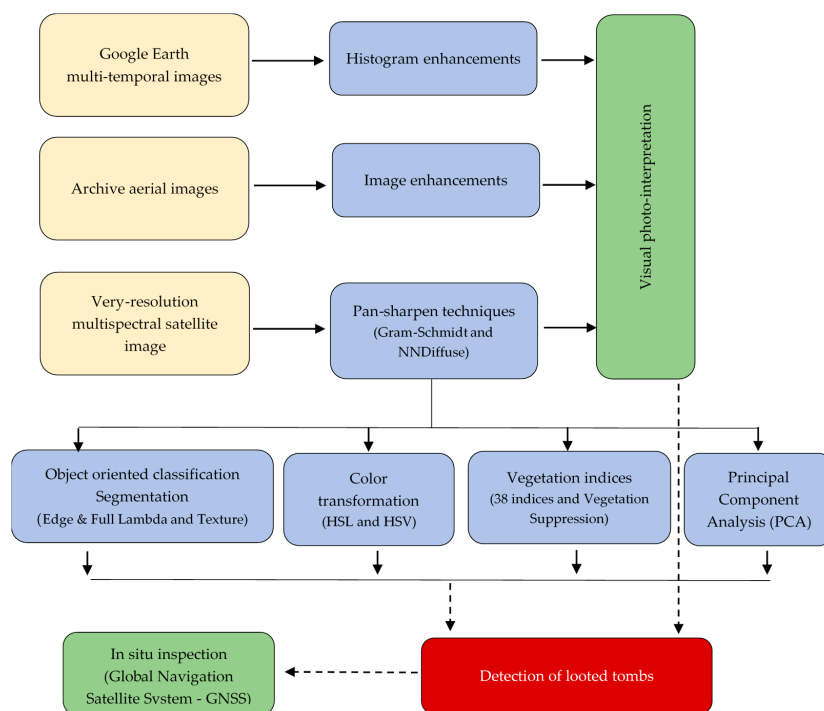 Google Earth
multi-temporal images
Histogram enhancements
Archive aerial images
Image enhancements
Very-resolution
multispectral satellite
image
Pan-sharpen techniques
(Gram-Schmidt and
NNDiffuse)
Visual photo-interpretation
Object oriented classification
Segmentation
(Edge & Full Lambda and Texture)
Color
transformation
(HSL and HSV)
Vegetation indices
(38 indices and Vegetation
Suppression)
Principal
Component
Analysis (PCA)
In situ inspection
(Global Navigation
Satellite System - GNSS)
Detection of looted tombs